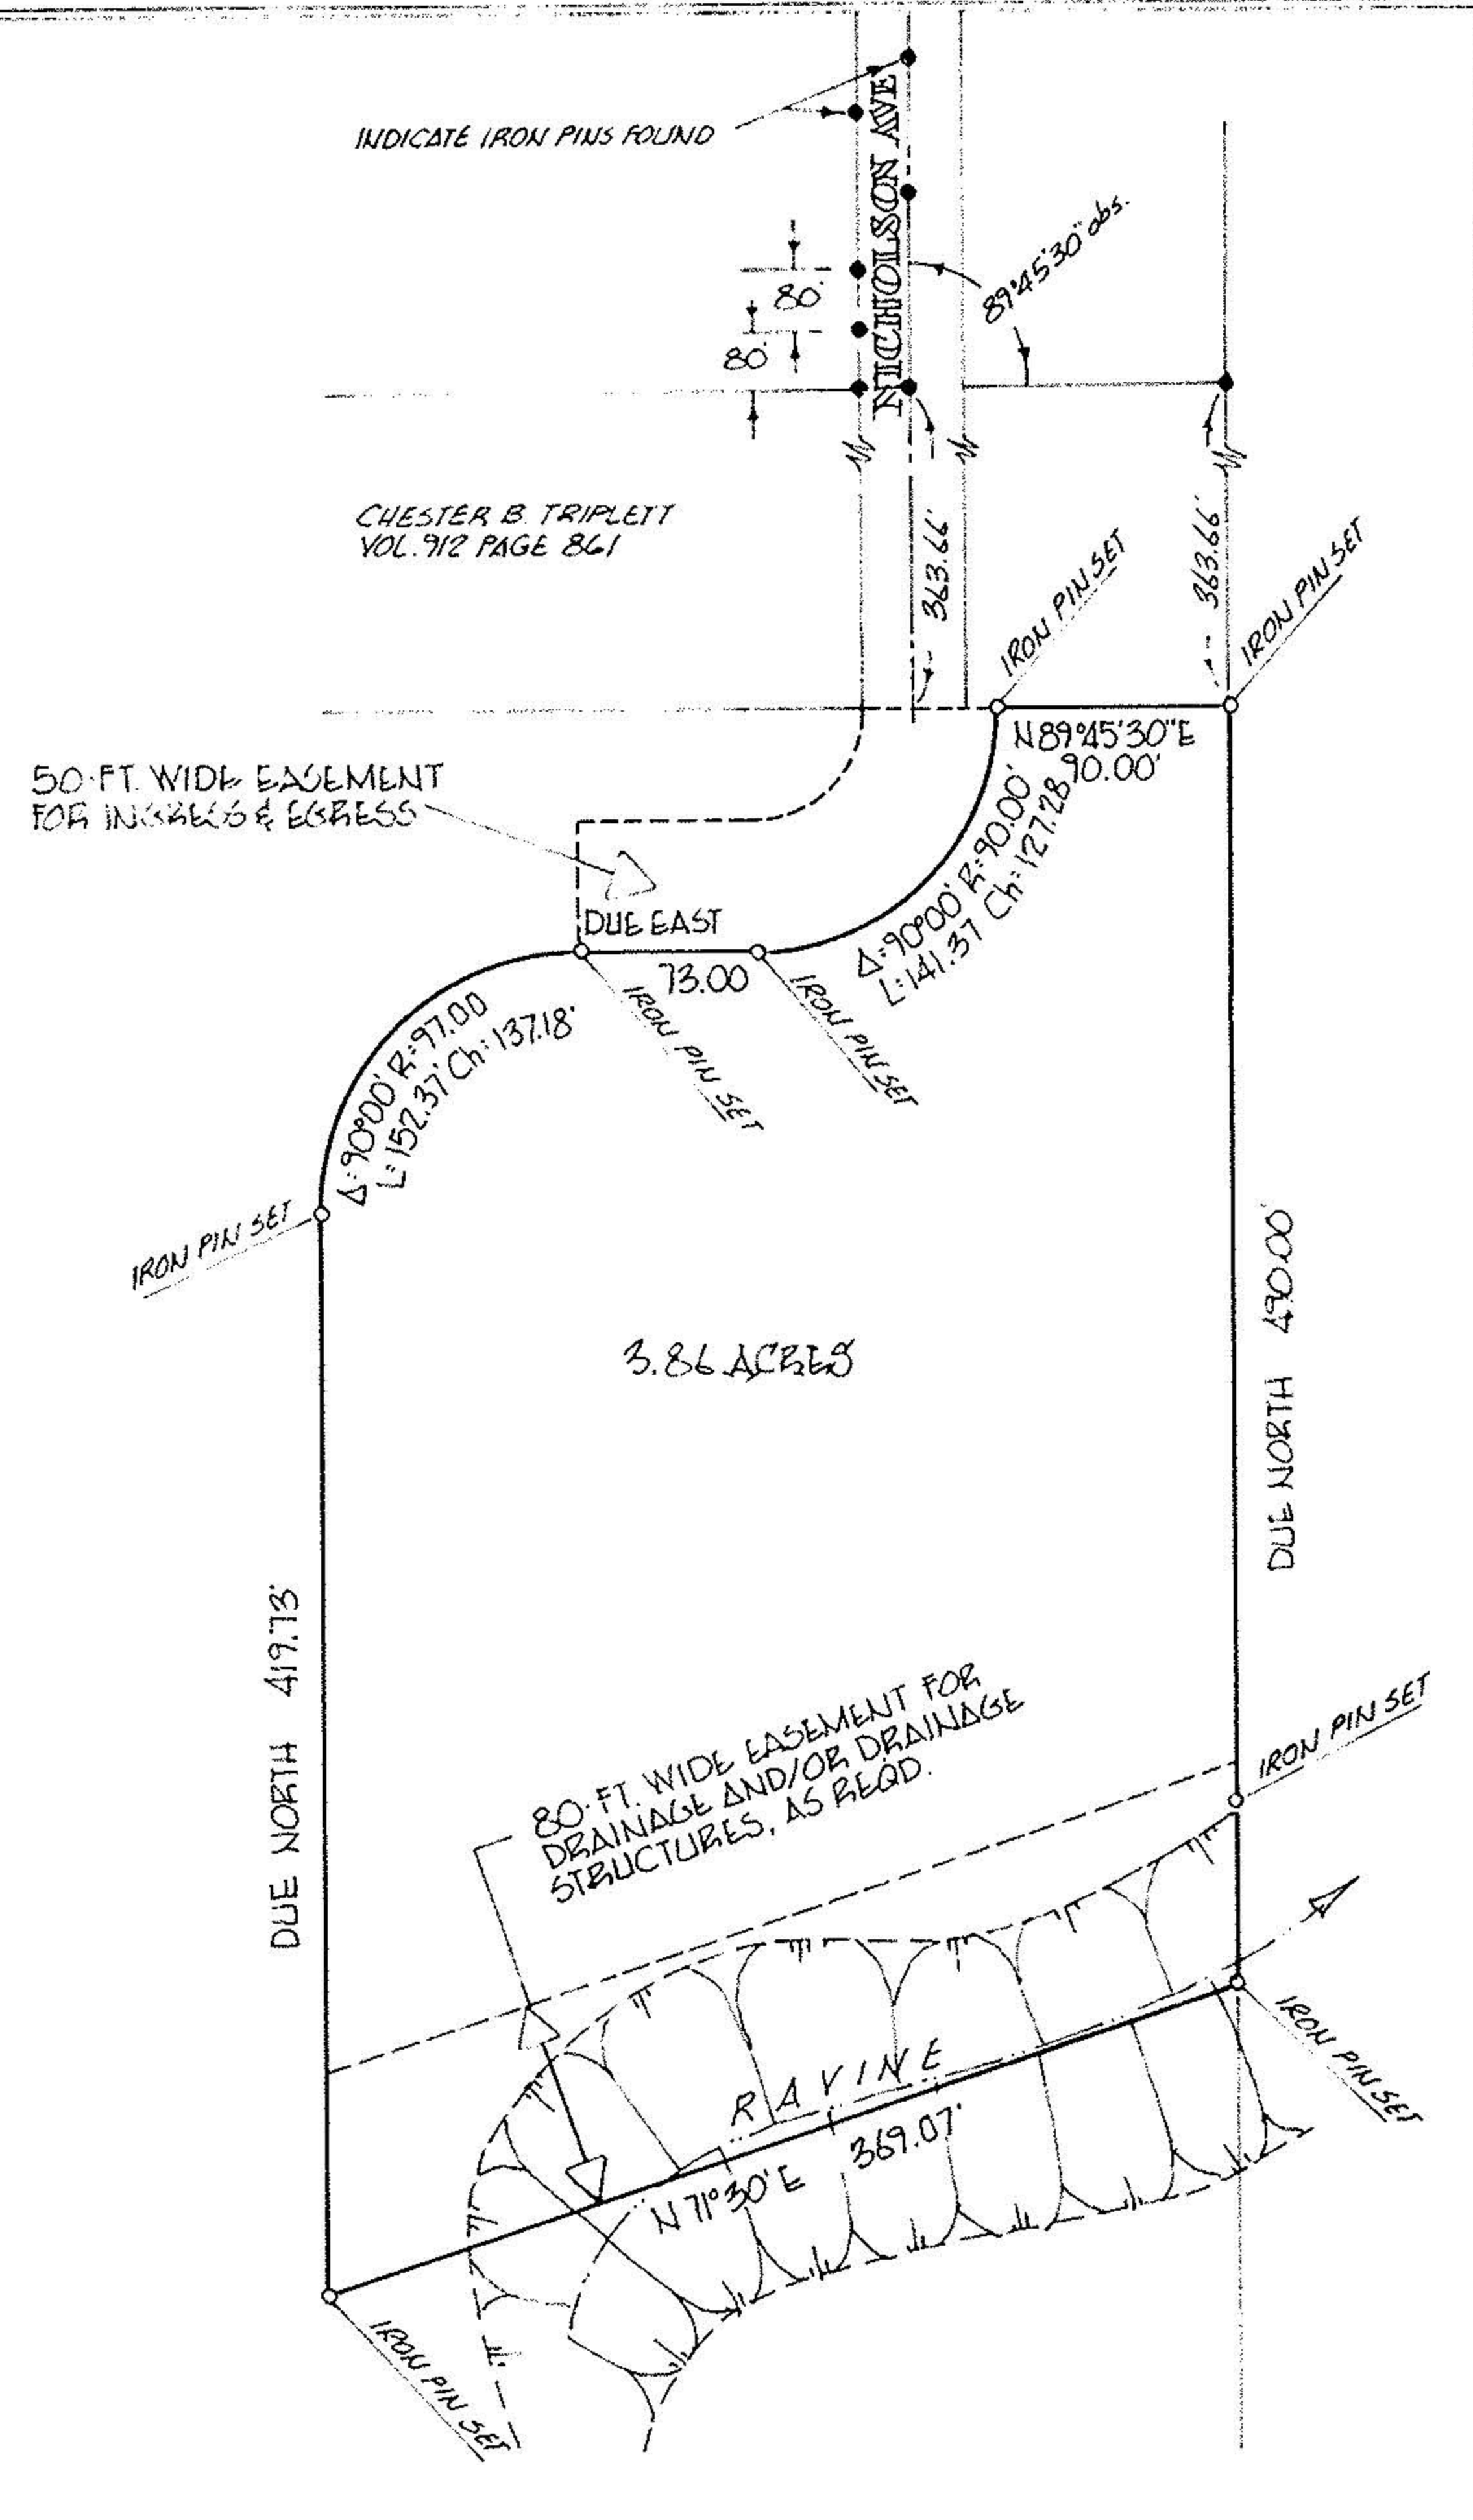 INDICATE IRON PINS FOUND
NICHOLSON AVE
80'
80'
89°45'30" obs.
CHESTER B. TRIPLETT
VOL. 912 PAGE 861
363.66'
363.66'
IRON PIN SET
IRON PIN SET
N89°45'30"E
90.00'
50-FT. WIDE EASEMENT
FOR INGRESS & EGRESS
Δ=90°00' R=90.00'
L=141.37 Ch=127.28
DUE EAST
73.00
IRON PIN SET
IRON PIN SET
Δ=90°00' R=97.00
L=152.37' Ch=137.18'
IRON PIN SET
3.86 ACRES
DUE NORTH 490.00'
DUE NORTH 419.73'
80-FT. WIDE EASEMENT FOR
DRAINAGE AND/OR DRAINAGE
STRUCTURES, AS REQD.
IRON PIN SET
RAVINE
N71°30'E 369.07'
IRON PIN SET
IRON PIN SET